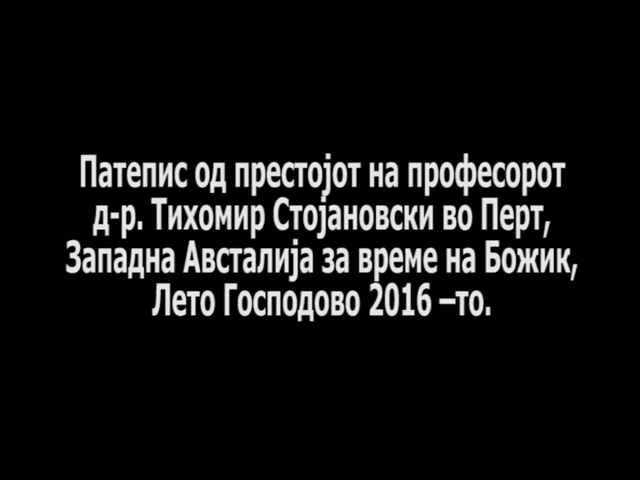 Патепис од престојот на професорот
д-р. Тихомир Стојановски во Перт,
Западна Австалија за време на Божик,
Лето Господово 2016 –то.